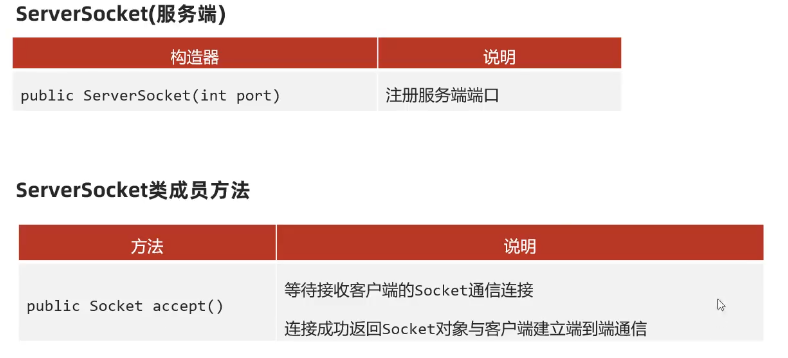 ServerSocket(服务端)
构造器 说明
public ServerSocket(int port) 注册服务端端口
ServerSocket类成员方法
方法 说明
等待接收客户端的Socket通信连接
public Socket accept()
连接成功返回Socket对象与客户端建立端到端通信